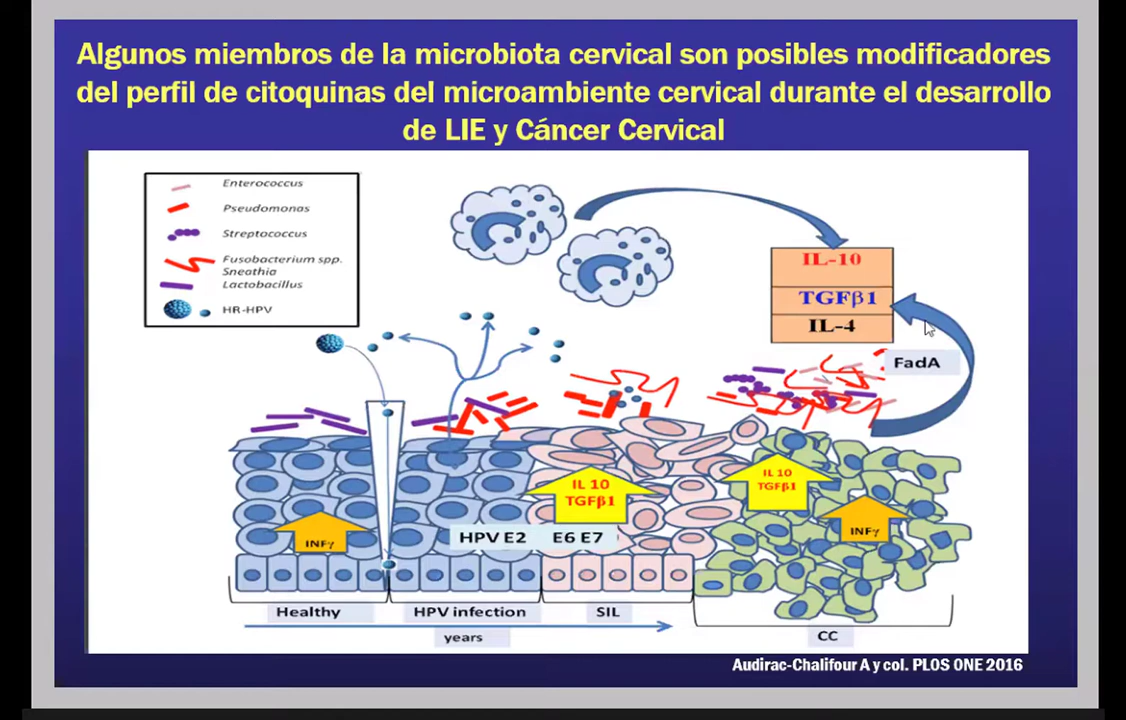 Algunos miembros de la microbiota cervical son posibles modificadores
del perfil de citoquinas del microambiente cervical durante el desarrollo
de LIE y Cáncer Cervical
Enterococcus
Pseudomonas
Streptococcus
Fusobacterium spp.
Sneathia
Lactobacillus
HR-HPV
IL-10
TGFβ1
IL-4
FadA
IL 10
TGFβ1
IL 10
TGFβ1
INFγ
INFγ
HPV E2
E6 E7
Healthy
HPV infection
SIL
CC
years
Audirac-Chalifour A y col. PLOS ONE 2016